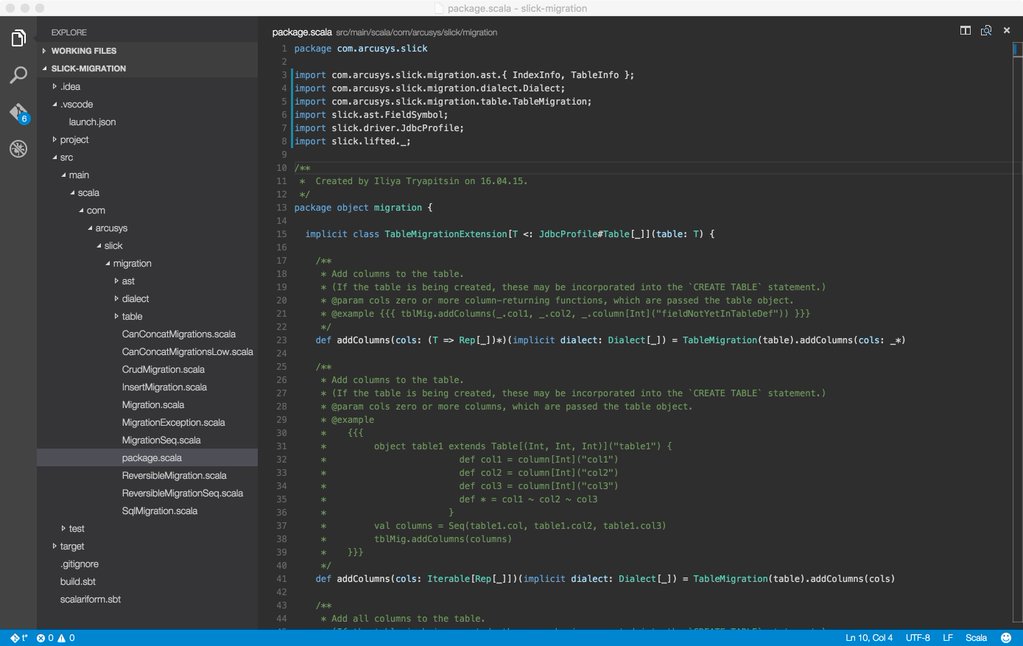 package.scala - slick-migration
EXPLORE
WORKING FILES
SLICK-MIGRATION
.idea
.vscode
launch.json
project
src
main
scala
com
arcusys
slick
migration
ast
dialect
table
CanConcatMigrations.scala
CanConcatMigrationsLow.scala
CrudMigration.scala
InsertMigration.scala
Migration.scala
MigrationException.scala
MigrationSeq.scala
package.scala
ReversibleMigration.scala
ReversibleMigrationSeq.scala
SqlMigration.scala
test
target
.gitignore
build.sbt
scalariform.sbt
6
package.scala src/main/scala/com/arcusys/slick/migration
1 package com.arcusys.slick
2
3 import com.arcusys.slick.migration.ast.{ IndexInfo, TableInfo };
4 import com.arcusys.slick.migration.dialect.Dialect;
5 import com.arcusys.slick.migration.table.TableMigration;
6 import slick.ast.FieldSymbol;
7 import slick.driver.JdbcProfile;
8 import slick.lifted._;
9
10 /**
11 * Created by Iliya Tryapitsin on 16.04.15.
12 */
13 package object migration {
14
15 implicit class TableMigrationExtension[T <: JdbcProfile#Table[_]](table: T) {
16
17 /**
18 * Add columns to the table.
19 * (If the table is being created, these may be incorporated into the `CREATE TABLE` statement.)
20 * @param cols zero or more column-returning functions, which are passed the table object.
21 * @example {{{ tblMig.addColumns(_.col1, _.col2, _.column[Int]("fieldNotYetInTableDef")) }}}
22 */
23 def addColumns(cols: (T => Rep[_])*)(implicit dialect: Dialect[_]) = TableMigration(table).addColumns(cols: _*)
24
25 /**
26 * Add columns to the table.
27 * (If the table is being created, these may be incorporated into the `CREATE TABLE` statement.)
28 * @param cols zero or more columns, which are passed the table object.
29 * @example
30 * {{{
31 * object table1 extends Table[(Int, Int, Int)]("table1") {
32 * def col1 = column[Int]("col1")
33 * def col2 = column[Int]("col2")
34 * def col3 = column[Int]("col3")
35 * def * = col1 ~ col2 ~ col3
36 * }
37 * val columns = Seq(table1.col, table1.col2, table1.col3)
38 * tblMig.addColumns(columns)
39 * }}}
40 */
41 def addColumns(cols: Iterable[Rep[_]])(implicit dialect: Dialect[_]) = TableMigration(table).addColumns(cols)
42
43 /**
44 * Add all columns to the table.
t* 0 0
Ln 10, Col 4 UTF-8 LF Scala